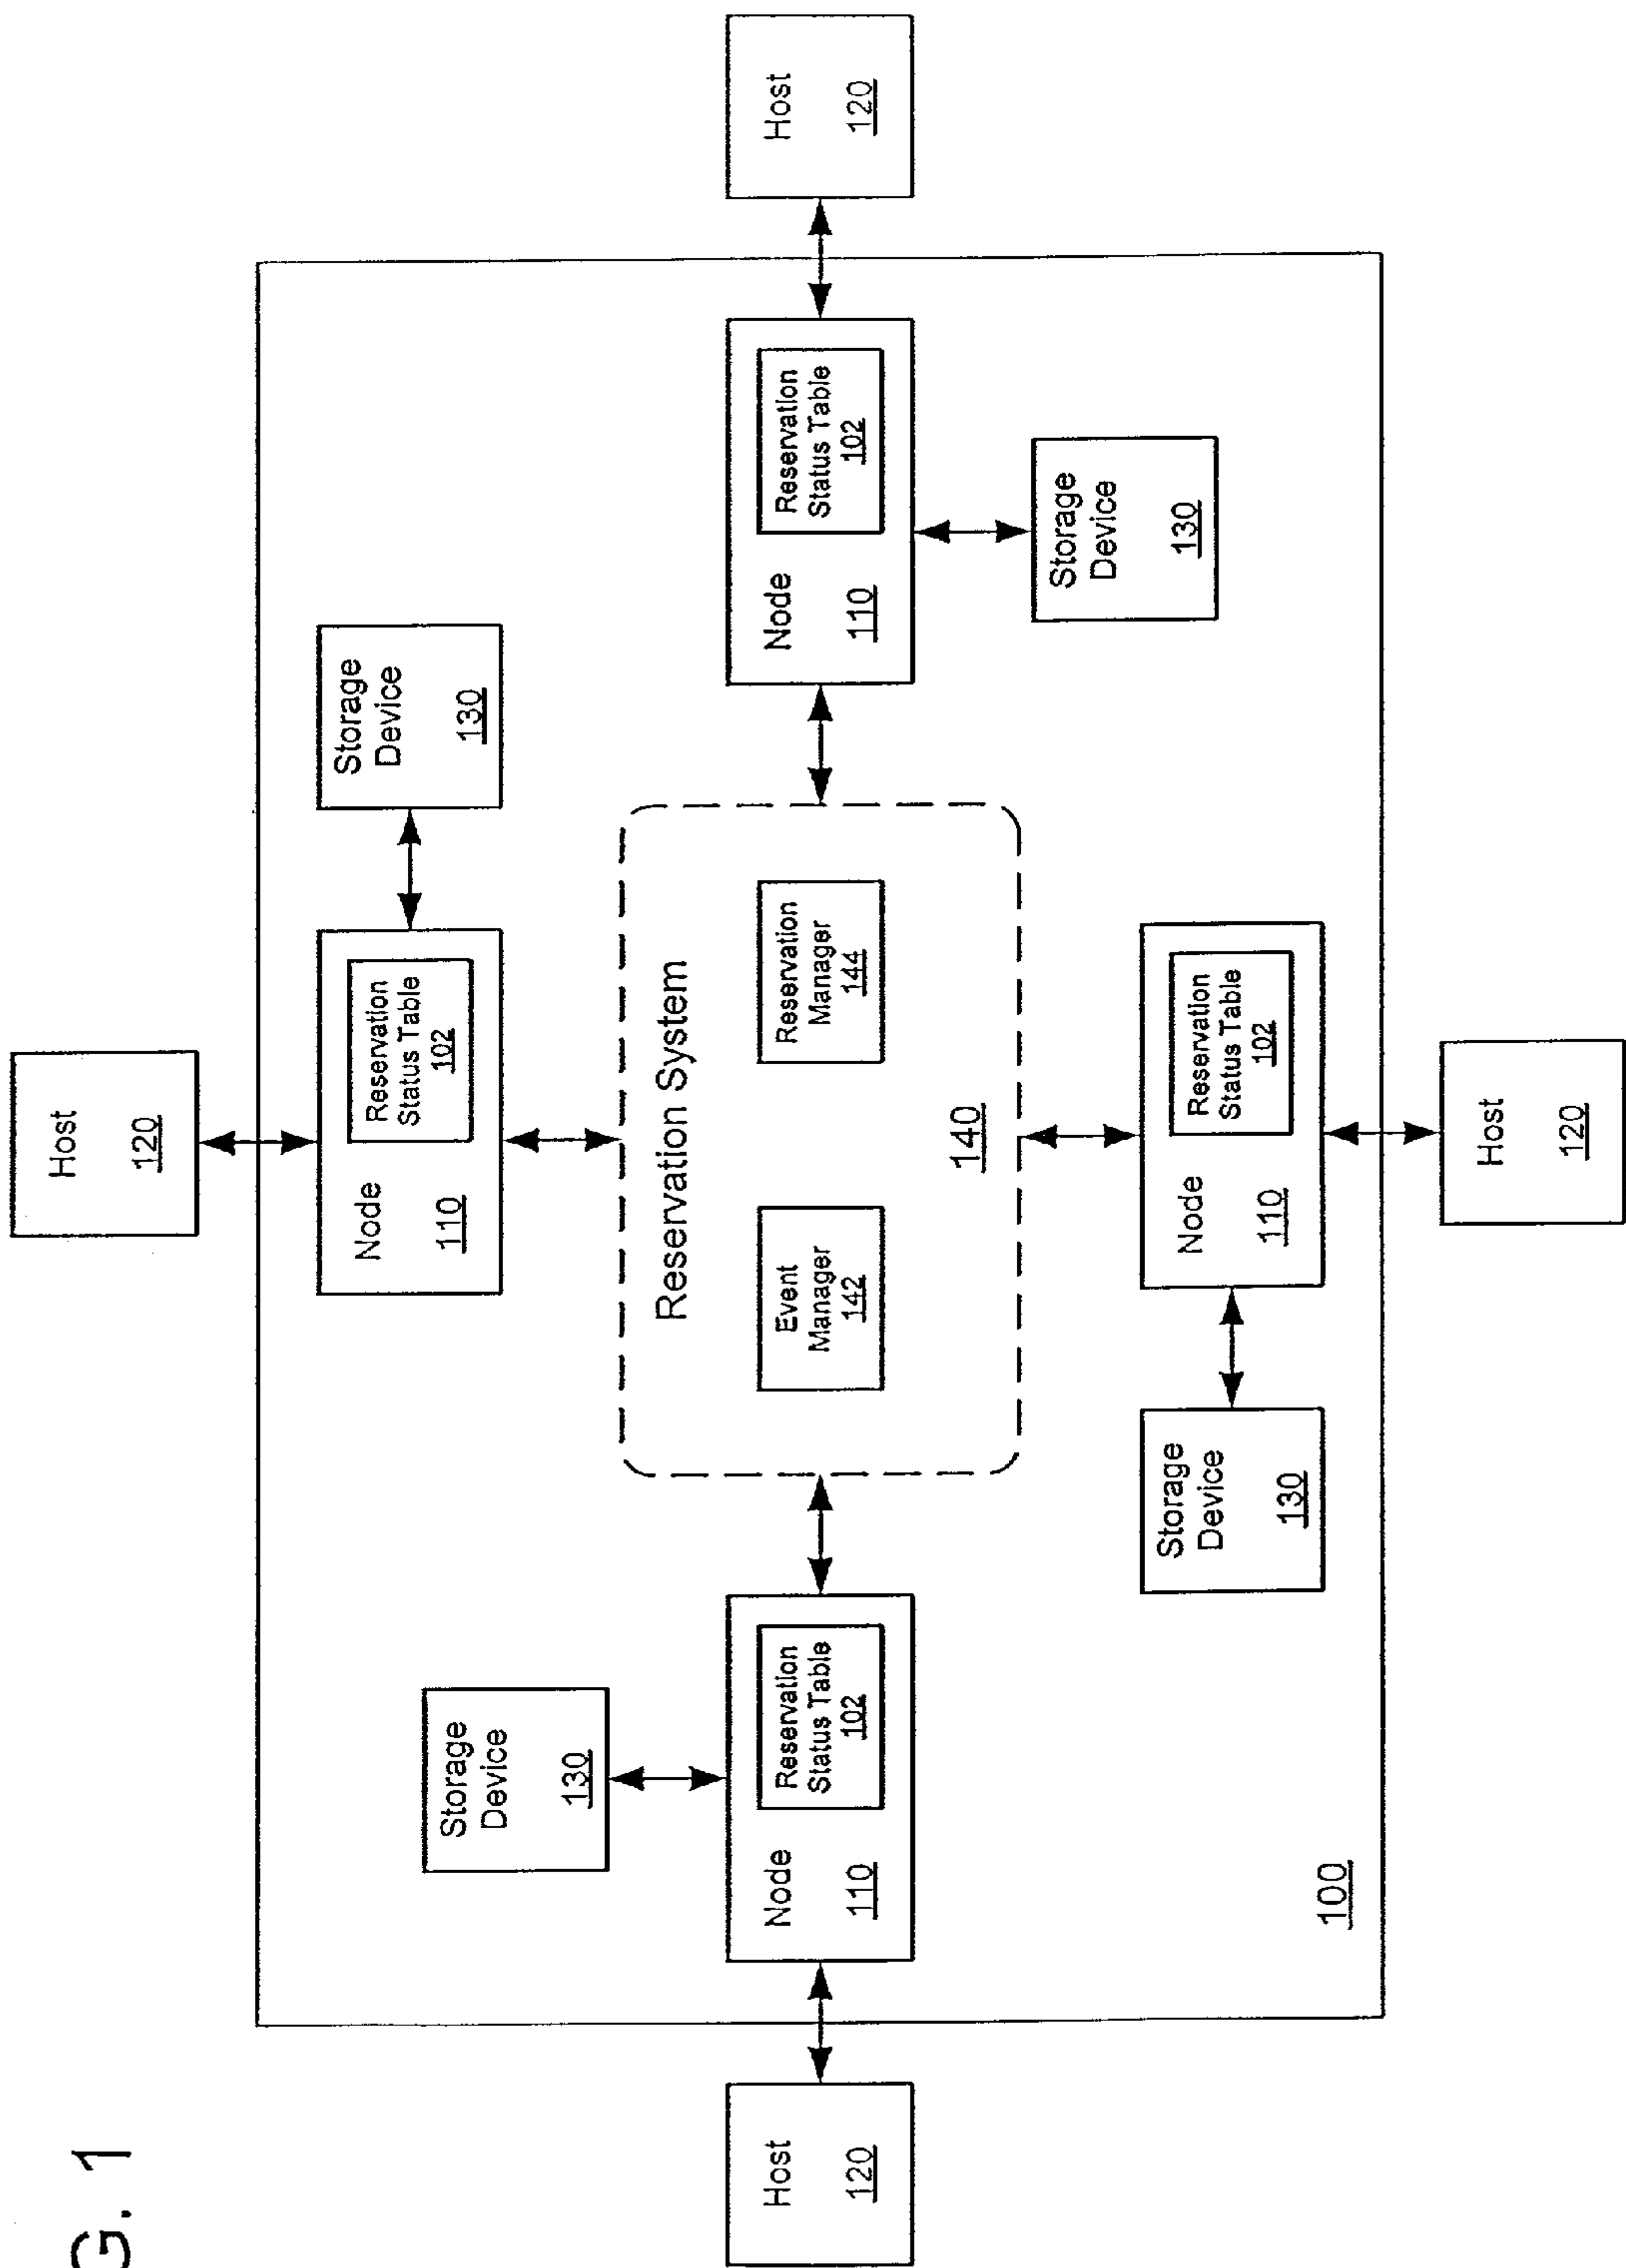 G. 1
Host
120
Node
110
Reservation
Status Table
102
Storage
Device
130
Storage
Device
130
Host
120
Node
110
Reservation
Status Table
102
Reservation System
Event
Manager
142
Reservation
Manager
144
140
Node
110
Reservation
Status Table
102
Host
120
Storage
Device
130
Storage
Device
130
Node
110
Reservation
Status Table
102
100
Host
120